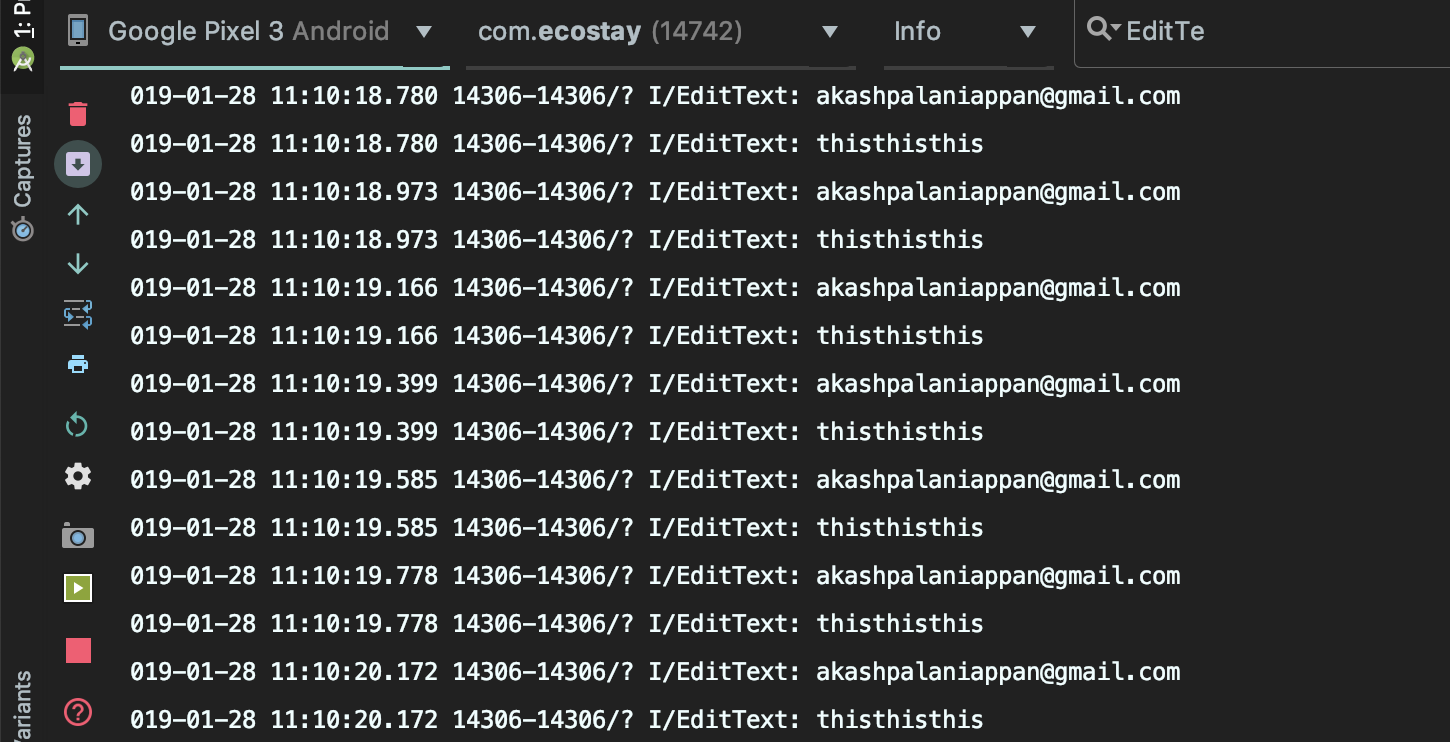 1: P
Google Pixel 3 Android com.ecostay (14742) Info EditTe
Captures
019-01-28 11:10:18.780 14306-14306/? I/EditText: akashpalaniappan@gmail.com
019-01-28 11:10:18.780 14306-14306/? I/EditText: thisthisthis
019-01-28 11:10:18.973 14306-14306/? I/EditText: akashpalaniappan@gmail.com
019-01-28 11:10:18.973 14306-14306/? I/EditText: thisthisthis
019-01-28 11:10:19.166 14306-14306/? I/EditText: akashpalaniappan@gmail.com
019-01-28 11:10:19.166 14306-14306/? I/EditText: thisthisthis
019-01-28 11:10:19.399 14306-14306/? I/EditText: akashpalaniappan@gmail.com
019-01-28 11:10:19.399 14306-14306/? I/EditText: thisthisthis
019-01-28 11:10:19.585 14306-14306/? I/EditText: akashpalaniappan@gmail.com
019-01-28 11:10:19.585 14306-14306/? I/EditText: thisthisthis
019-01-28 11:10:19.778 14306-14306/? I/EditText: akashpalaniappan@gmail.com
019-01-28 11:10:19.778 14306-14306/? I/EditText: thisthisthis
019-01-28 11:10:20.172 14306-14306/? I/EditText: akashpalaniappan@gmail.com
019-01-28 11:10:20.172 14306-14306/? I/EditText: thisthisthis
ariants